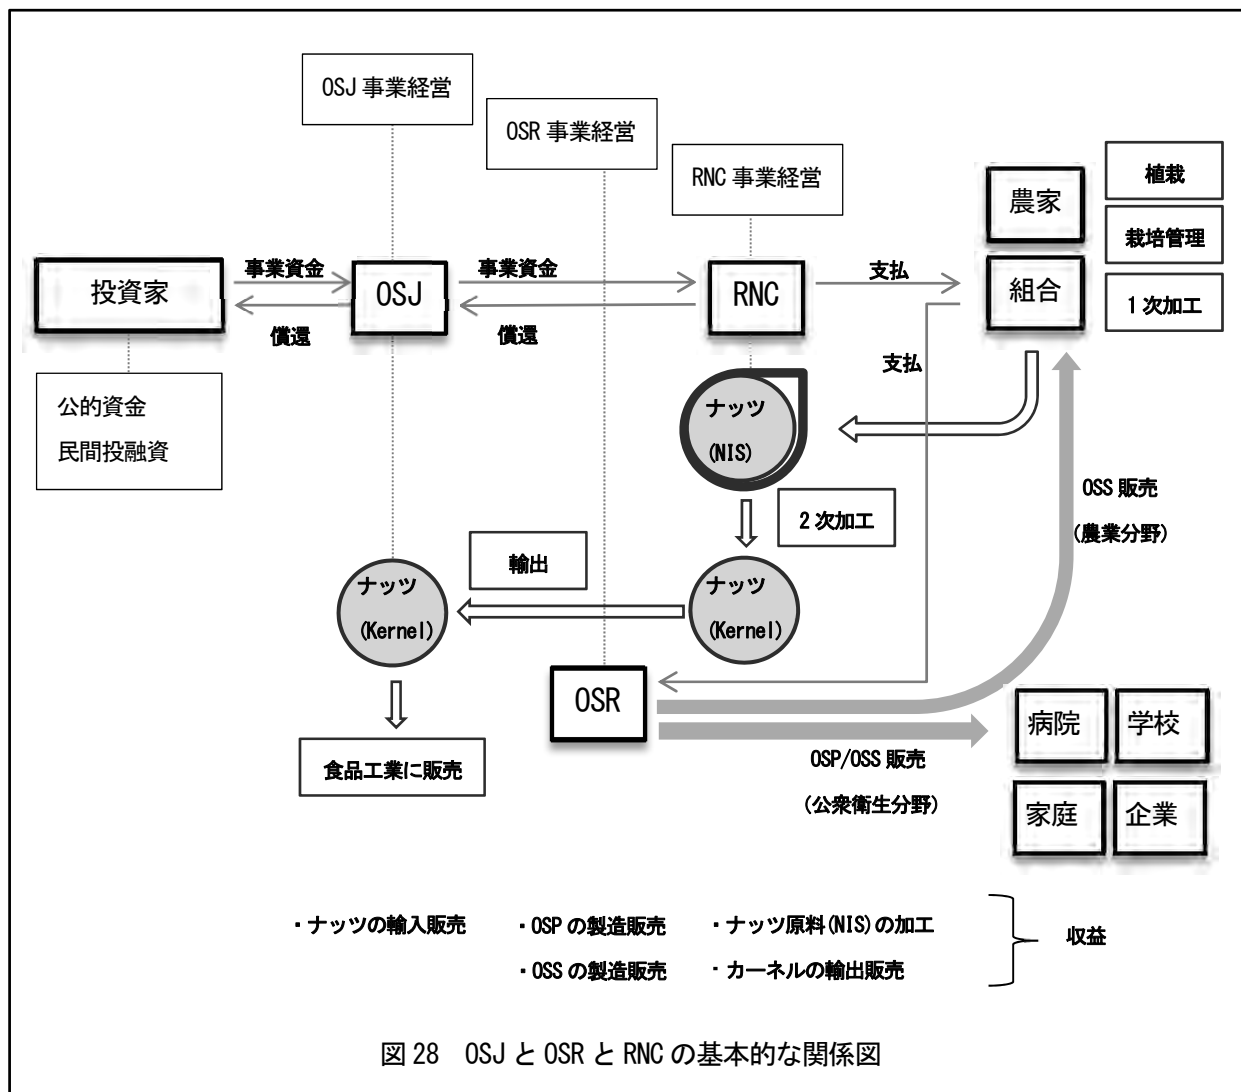 OSJ 事業経営
OSR 事業経営
RNC 事業経営
農家
植栽
栽培管理
組合
1 次加工
投資家
事業資金
償還
OSJ
事業資金
償還
RNC
支払
支払
公的資金
民間投融資
ナッツ
(NIS)
2 次加工
OSS 販売
(農業分野)
輸出
ナッツ
(Kernel)
ナッツ
(Kernel)
OSR
食品工業に販売
OSP/OSS 販売
(公衆衛生分野)
病院
学校
家庭
企業
・ナッツの輸入販売
・OSP の製造販売
・OSS の製造販売
・ナッツ原料(NIS)の加工
・カーネルの輸出販売
収益
図 28 OSJ と OSR と RNC の基本的な関係図